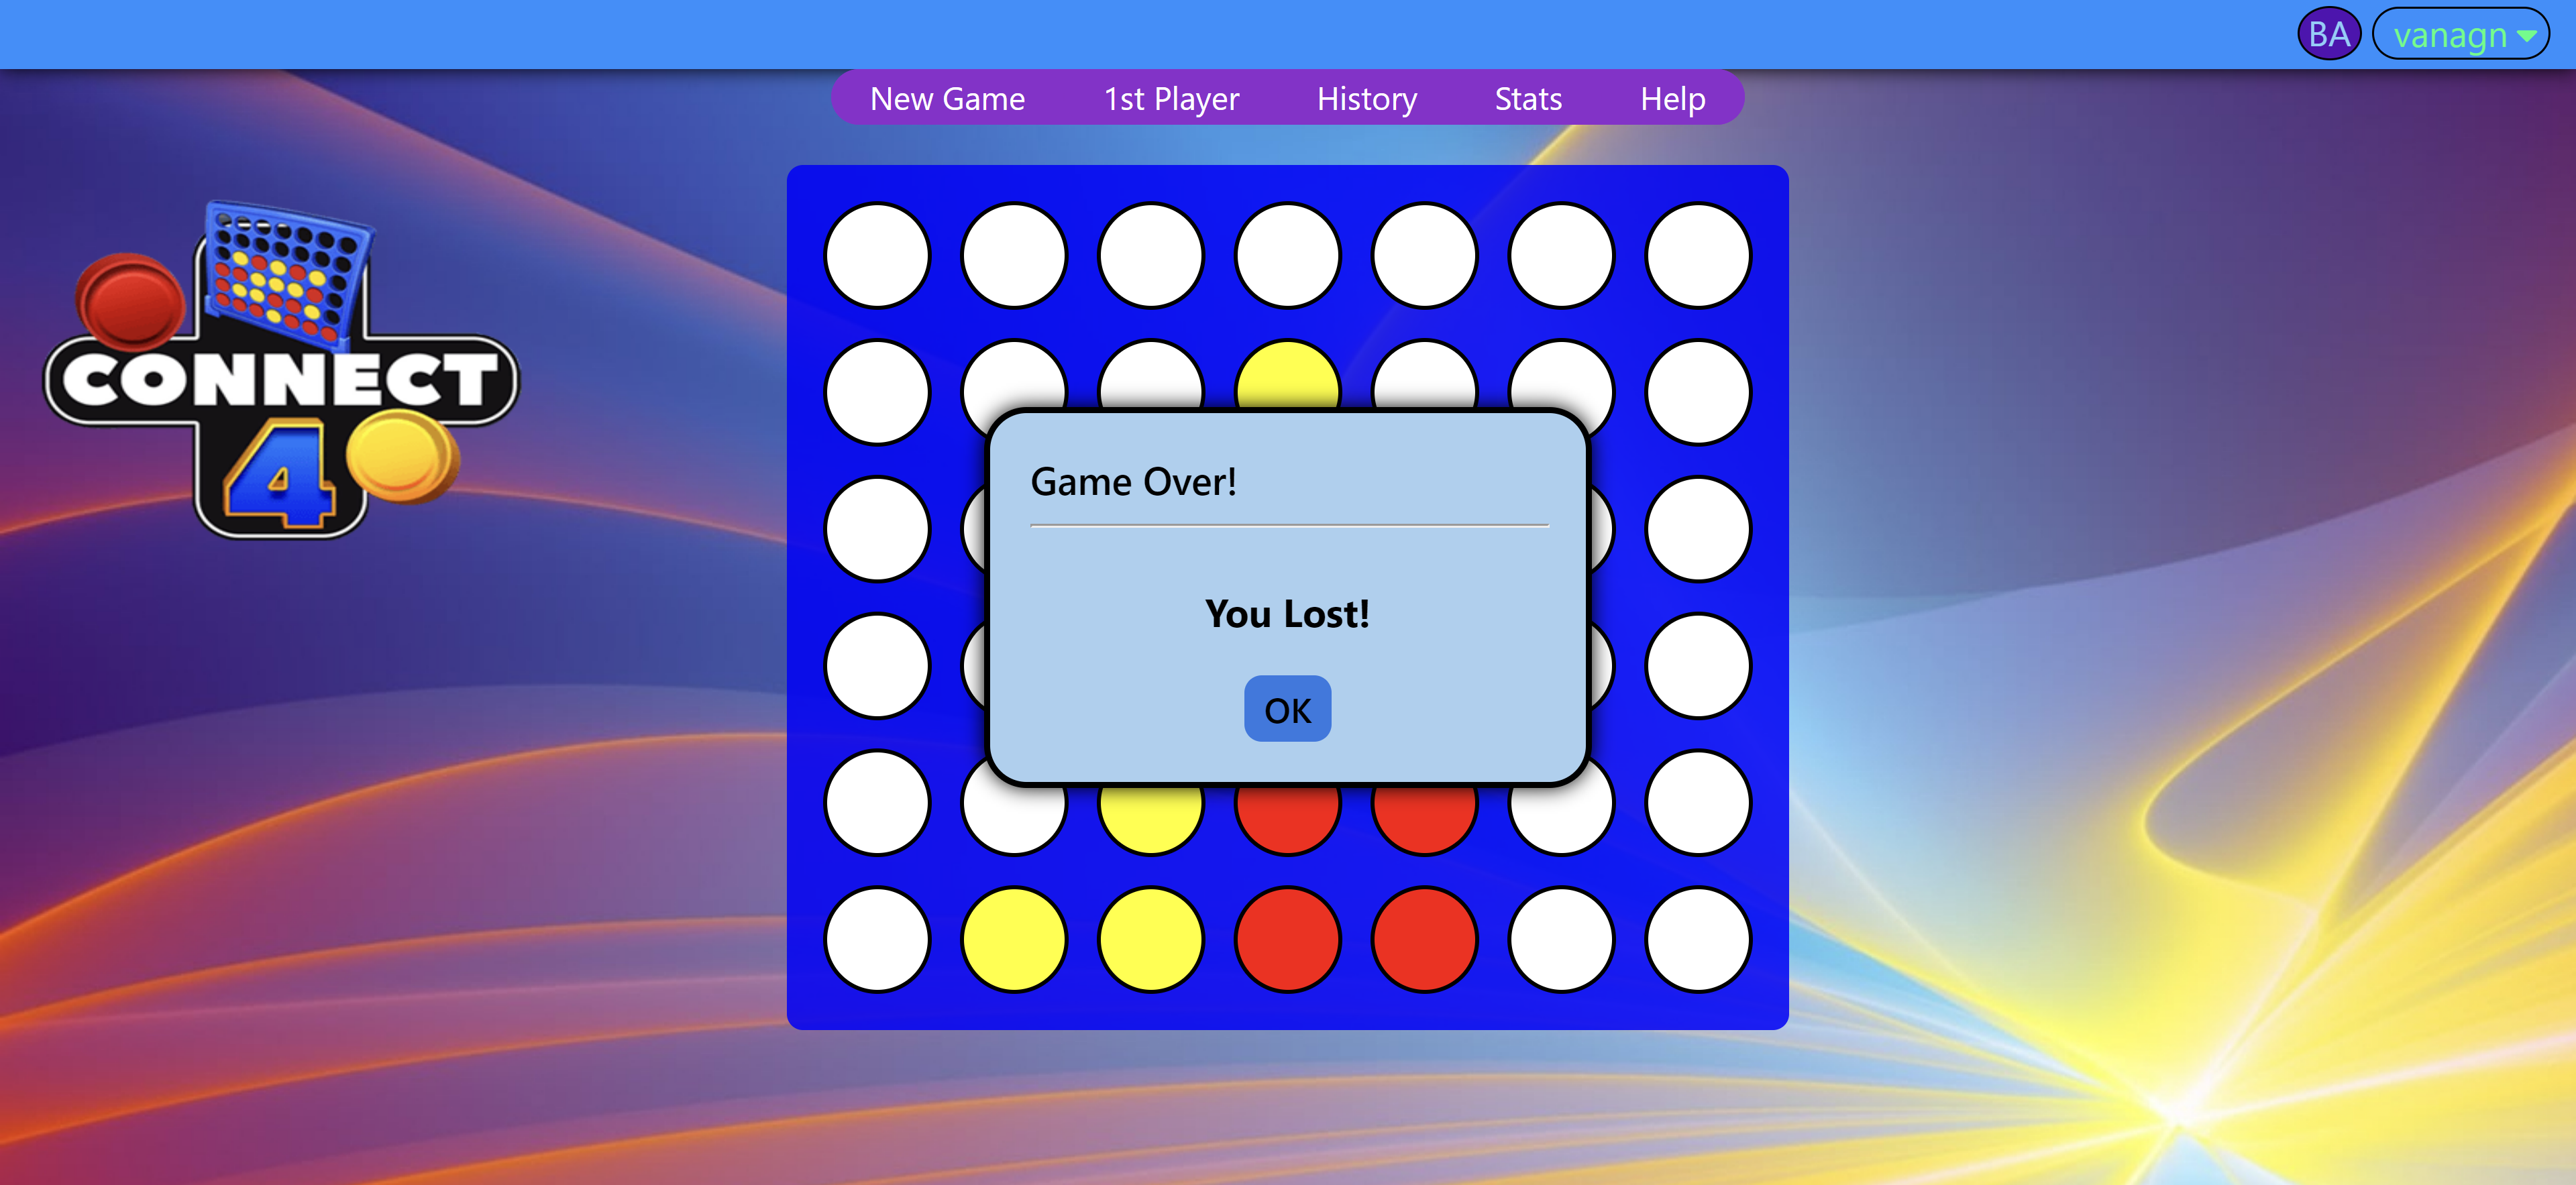 BA vanagn
New Game 1st Player History Stats Help
CONNECT
4
Game Over!
You Lost!
OK